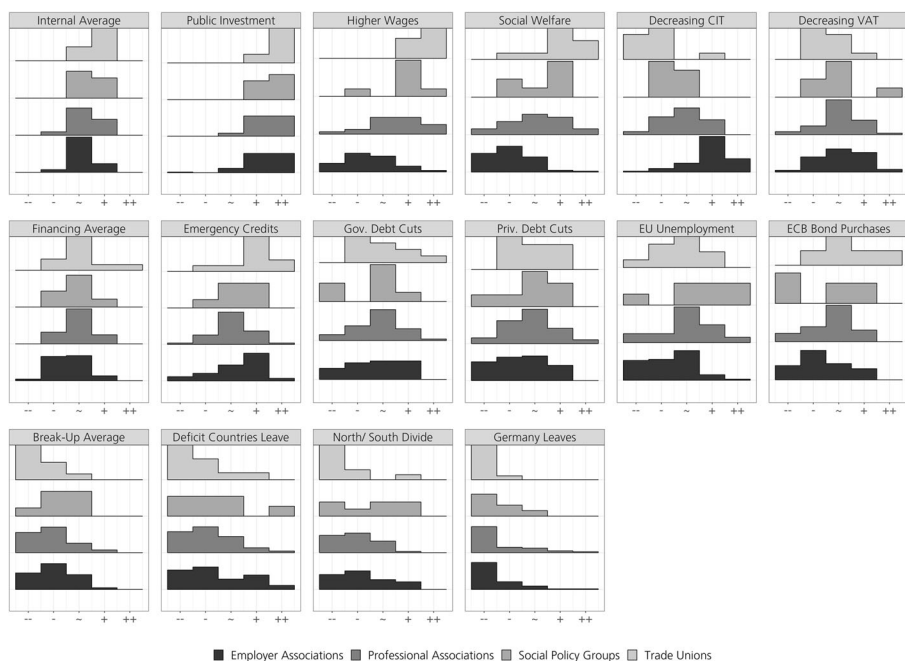 Internal Average Public Investment Higher Wages Social Welfare Decreasing CIT Decreasing VAT
-- - ~ + ++ -- - ~ + ++ -- - ~ + ++ -- - ~ + ++ -- - ~ + ++ -- - ~ + ++
Financing Average Emergency Credits Gov. Debt Cuts Priv. Debt Cuts EU Unemployment ECB Bond Purchases
-- - ~ + ++ -- - ~ + ++ -- - ~ + ++ -- - ~ + ++ -- - ~ + ++ -- - ~ + ++
Break-Up Average Deficit Countries Leave North/ South Divide Germany Leaves
-- - ~ + ++ -- - ~ + ++ -- - ~ + ++ -- - ~ + ++
Employer Associations Professional Associations Social Policy Groups Trade Unions